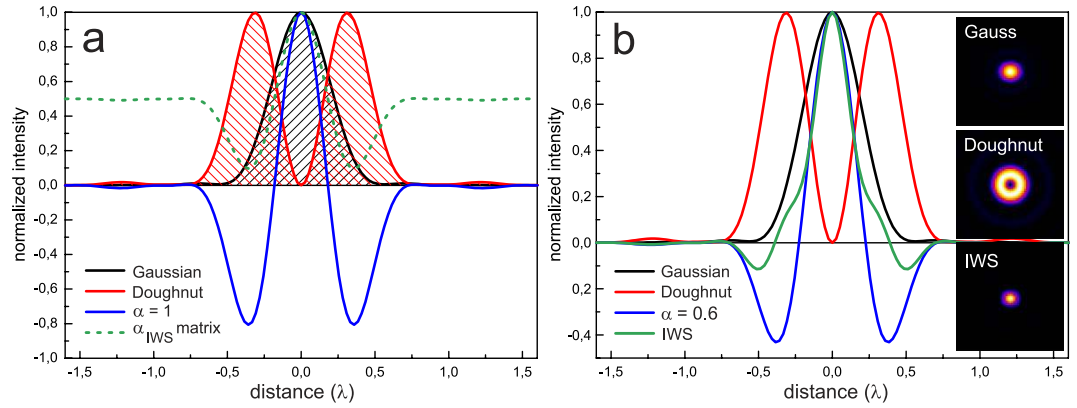 a
normalized intensity
1,0
0,8
0,6
0,4
0,2
0,0
-0,2
-0,4
-0,6
-0,8
-1,0
Gaussian
Doughnut
α = 1
α IWS matrix
-1,5 -1,0 -0,5 0,0 0,5 1,0 1,5
distance (λ)
b
normalized intensity
1,0
0,8
0,6
0,4
0,2
0,0
-0,2
-0,4
Gaussian
Doughnut
α = 0.6
IWS
-1,5 -1,0 -0,5 0,0 0,5 1,0 1,5
distance (λ)
Gauss
Doughnut
IWS